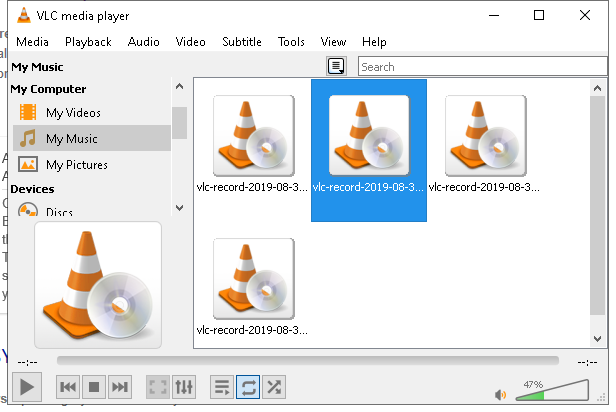 VLC media player
Media Playback Audio Video Subtitle Tools View Help
My Music
Search
My Computer
My Videos
My Music
My Pictures
Devices
Discs
vlc-record-2019-08-3... vlc-record-2019-08-3... vlc-record-2019-08-3...
vlc-record-2019-08-3...
--:-- --:--
47%